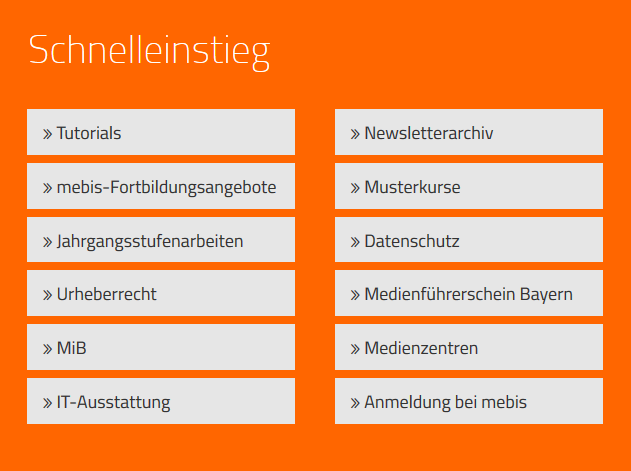 Schnelleinstieg
» Tutorials
» mebis-Fortbildungsangebote
» Jahrgangsstufenarbeiten
» Urheberrecht
» MiB
» IT-Ausstattung
» Newsletterarchiv
» Musterkurse
» Datenschutz
» Medienführerschein Bayern
» Medienzentren
» Anmeldung bei mebis